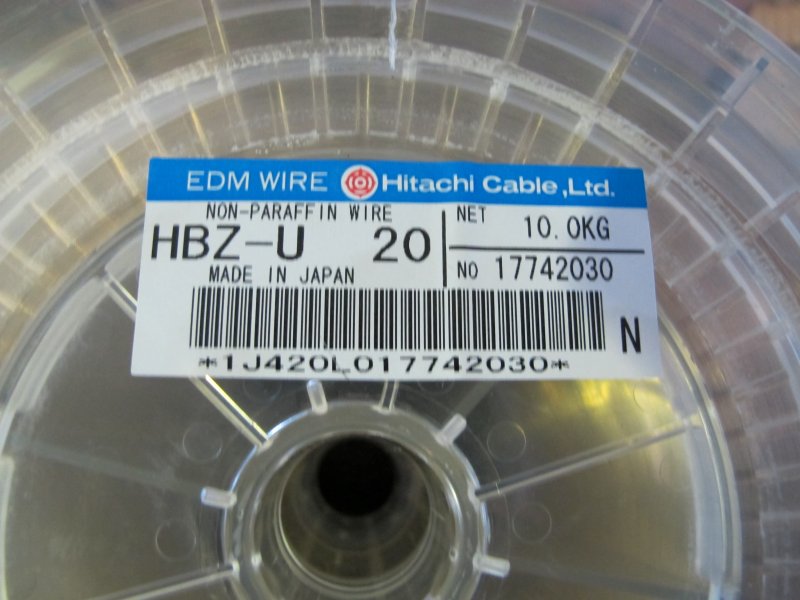 EDM WIRE Hitachi Cable,Ltd.
NON-PARAFFIN WIRE
HBZ-U 20
MADE IN JAPAN
NET 10.0KG
NO 17742030
N
*1J420L017742030*